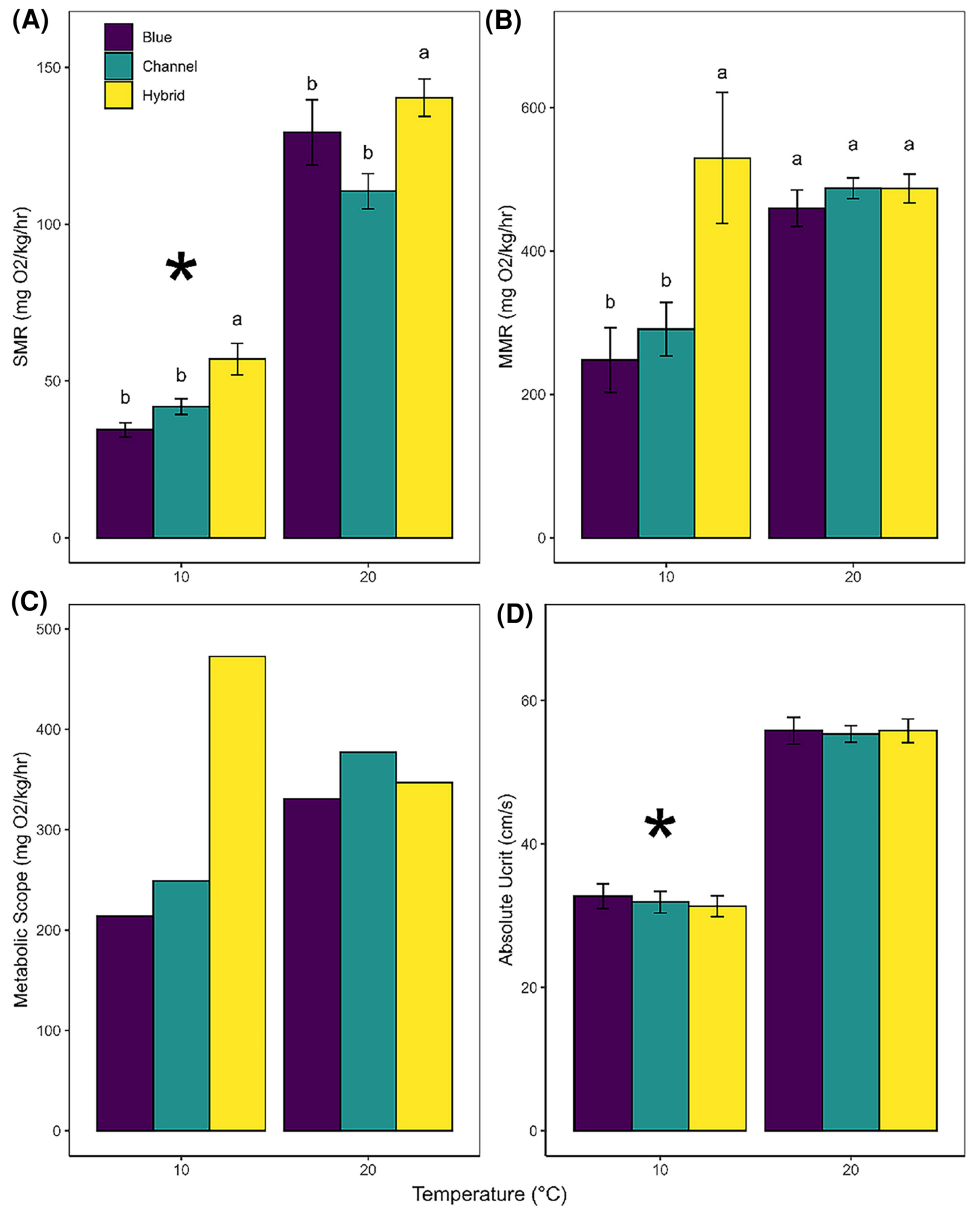 (A)
Blue
Channel
Hybrid
SMR (mg O2/kg/hr)
150
100
50
0
b
b
a
*
b
b
a
10
20
(B)
MMR (mg O2/kg/hr)
600
400
200
0
b
b
a
a
a
a
10
20
(C)
Metabolic Scope (mg O2/kg/hr)
500
400
300
200
100
0
10
20
(D)
Absolute Ucrit (cm/s)
60
40
20
0
*
10
20
Temperature (°C)